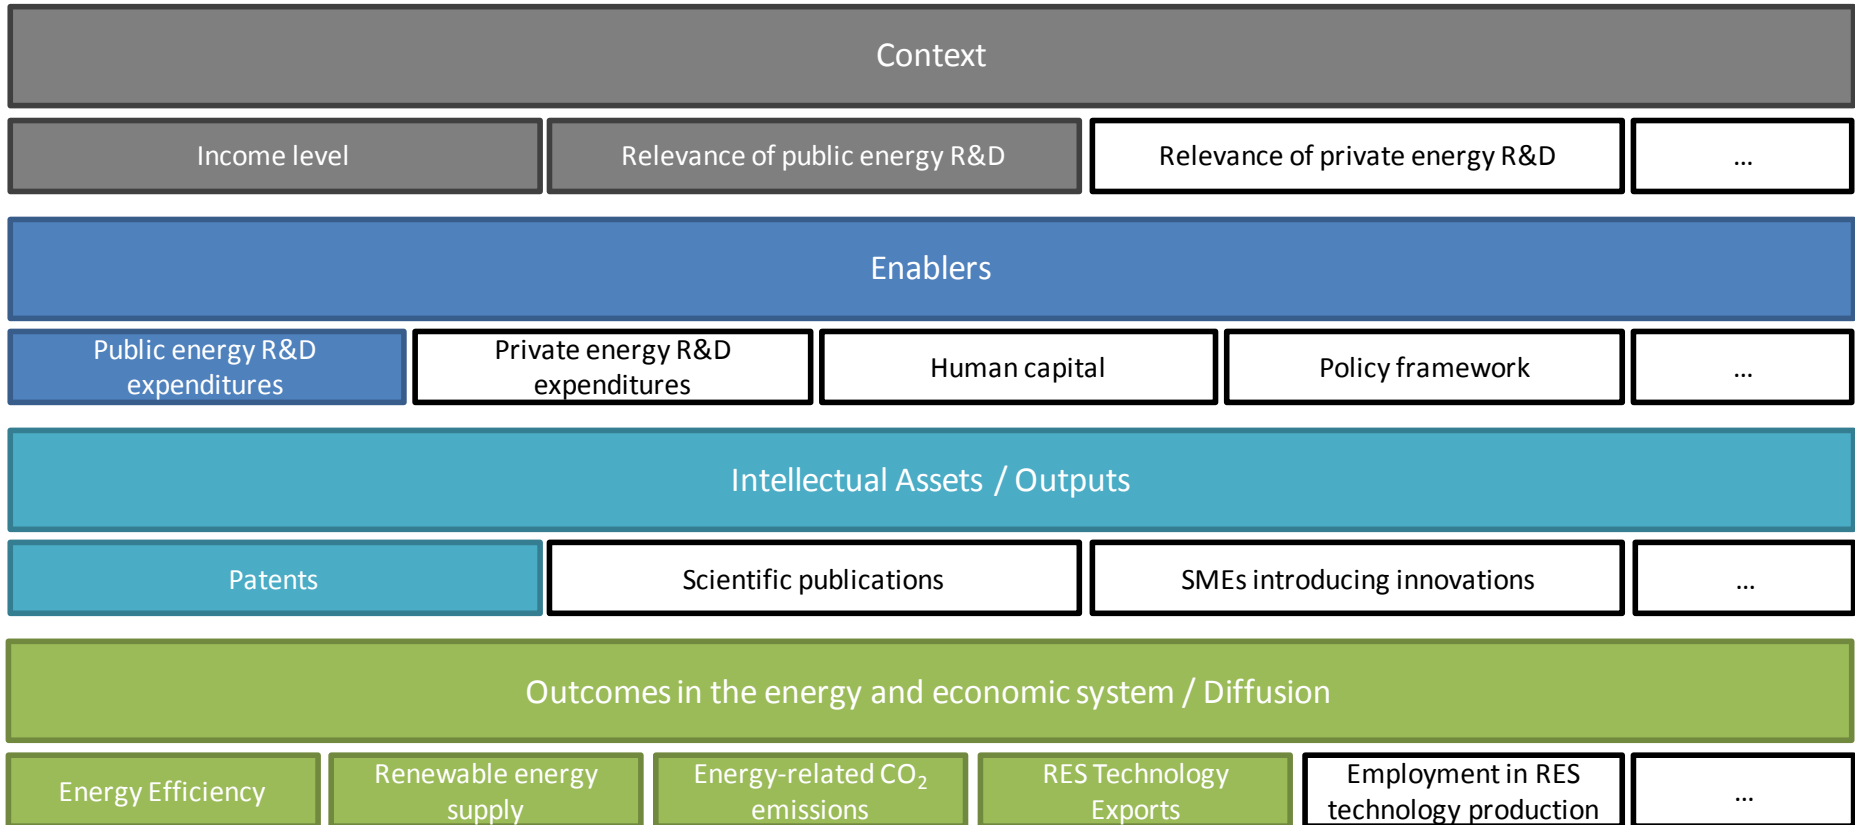 Context
Income level
Relevance of public energy R&D
Relevance of private energy R&D
...
Enablers
Public energy R&D
expenditures
Private energy R&D
expenditures
Human capital
Policy framework
...
Intellectual Assets / Outputs
Patents
Scientific publications
SMEs introducing innovations
...
Outcomes in the energy and economic system / Diffusion
Energy Efficiency
Renewable energy
supply
Energy-related CO₂
emissions
RES Technology
Exports
Employment in RES
technology production
...